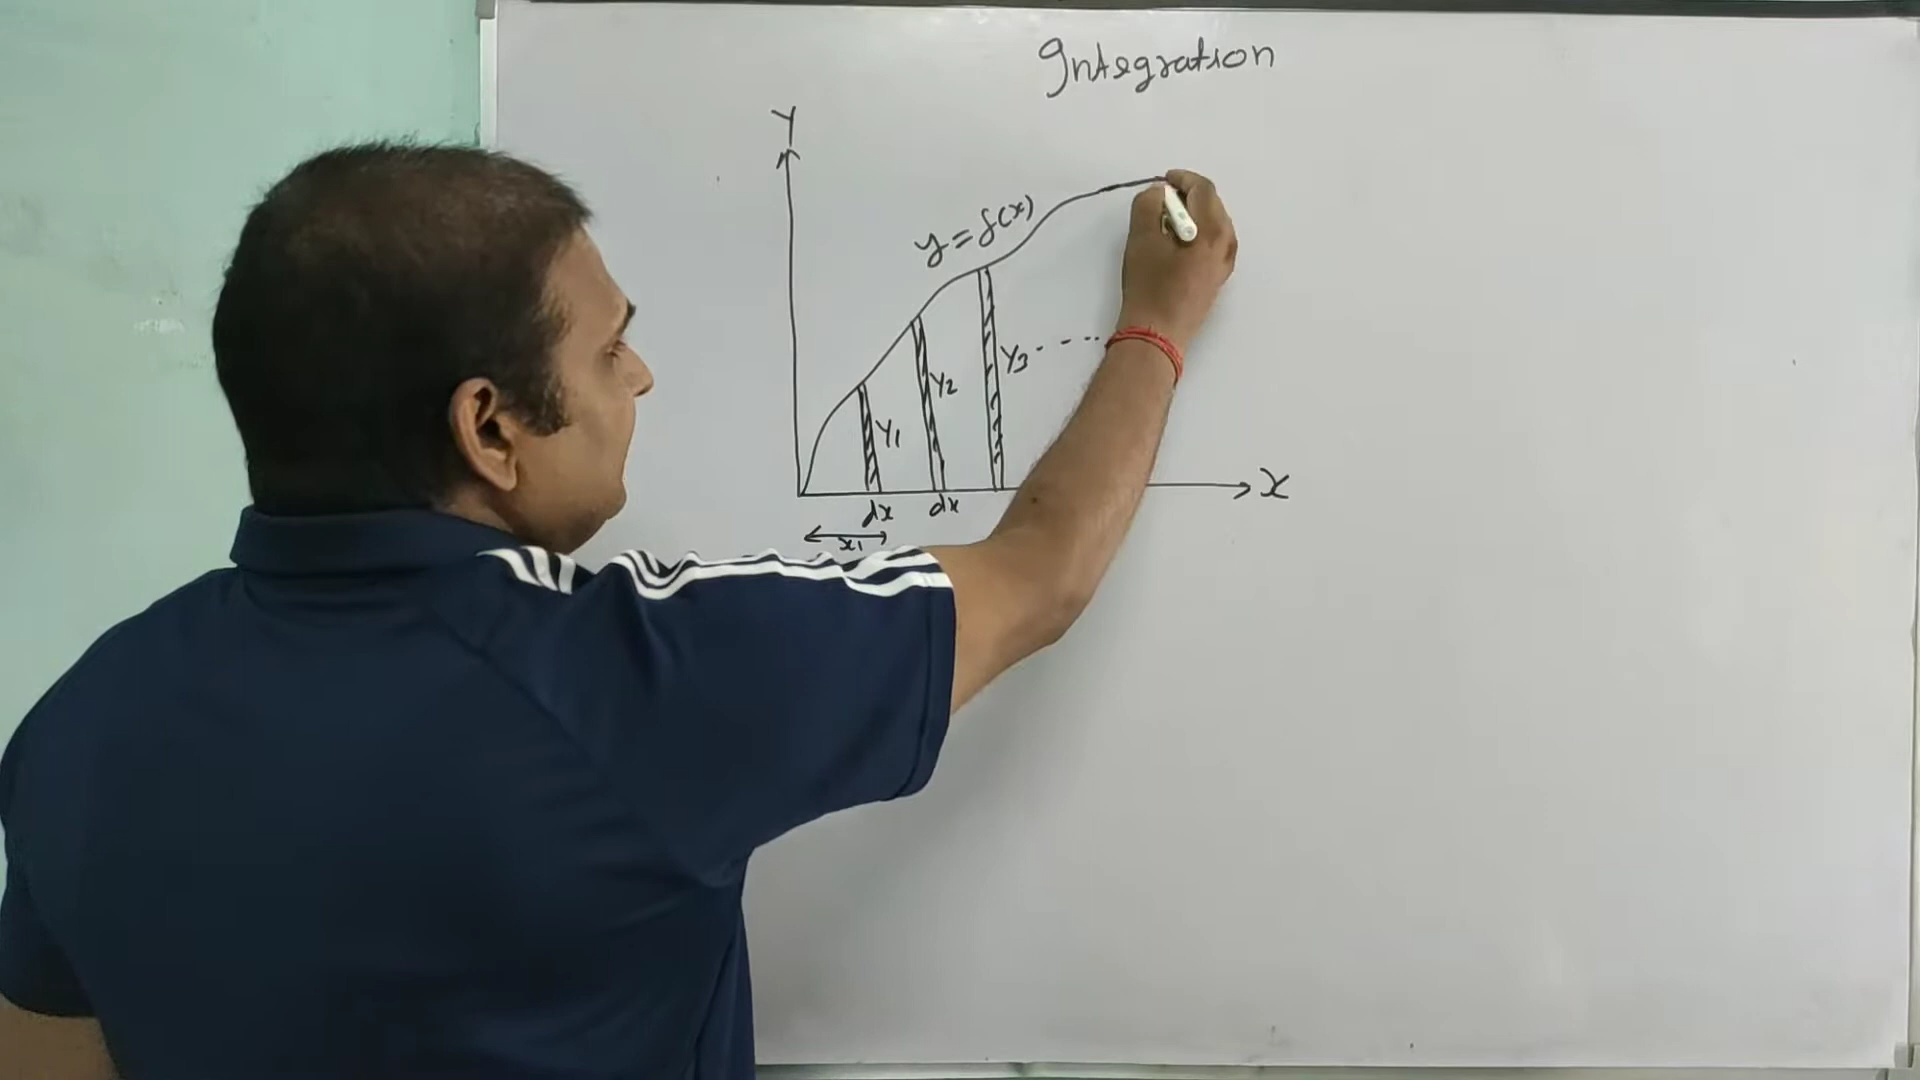 Integration
Y
y = f(x)
Y1
Y2
Y3 - - - -
X
dx
dx
x1